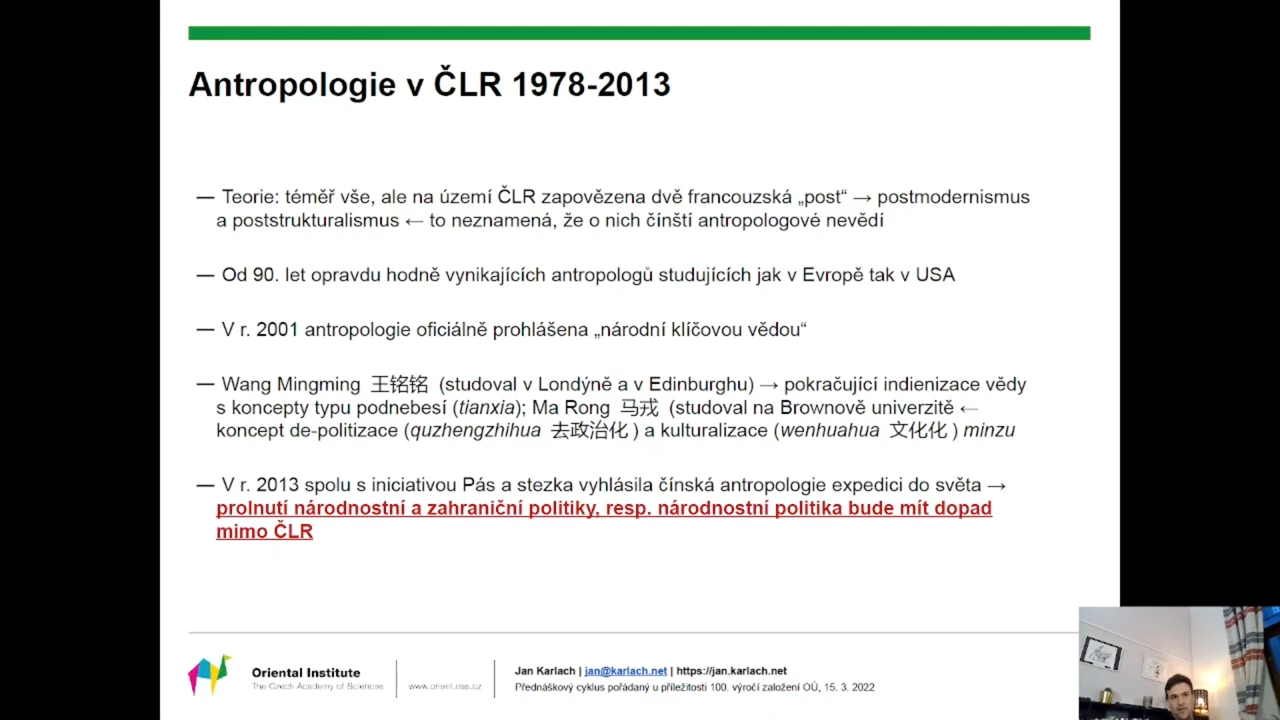 Antropologie v ČLR 1978-2013
— Teorie: téměř vše, ale na území ČLR zapovězena dvě francouzská „post“ → postmodernismus
a poststrukturalismus ← to neznamená, že o nich čínští antropologové nevědí
— Od 90. let opravdu hodně vynikajících antropologů studujících jak v Evropě tak v USA
— V r. 2001 antropologie oficiálně prohlášena „národní klíčovou vědou“
— Wang Mingming 王铭铭 (studoval v Londýně a v Edinburghu) → pokračující indienizace vědy
s koncepty typu podnebesí (tianxia); Ma Rong 马戎 (studoval na Brownově univerzitě ←
koncept de-politizace (quzhengzhihua 去政治化 ) a kulturalizace (wenhuahua 文化化 ) minzu
— V r. 2013 spolu s iniciativou Pás a stezka vyhlásila čínská antropologie expedici do světa →
prolnutí národnostní a zahraniční politiky, resp. národnostní politika bude mít dopad
mimo ČLR
Oriental Institute
The Czech Academy of Sciences
www.orient.cas.cz
Jan Karlach | jan@karlach.net | https://jan.karlach.net
Přednáškový cyklus pořádaný u příležitosti 100. výročí založení OÚ, 15. 3. 2022